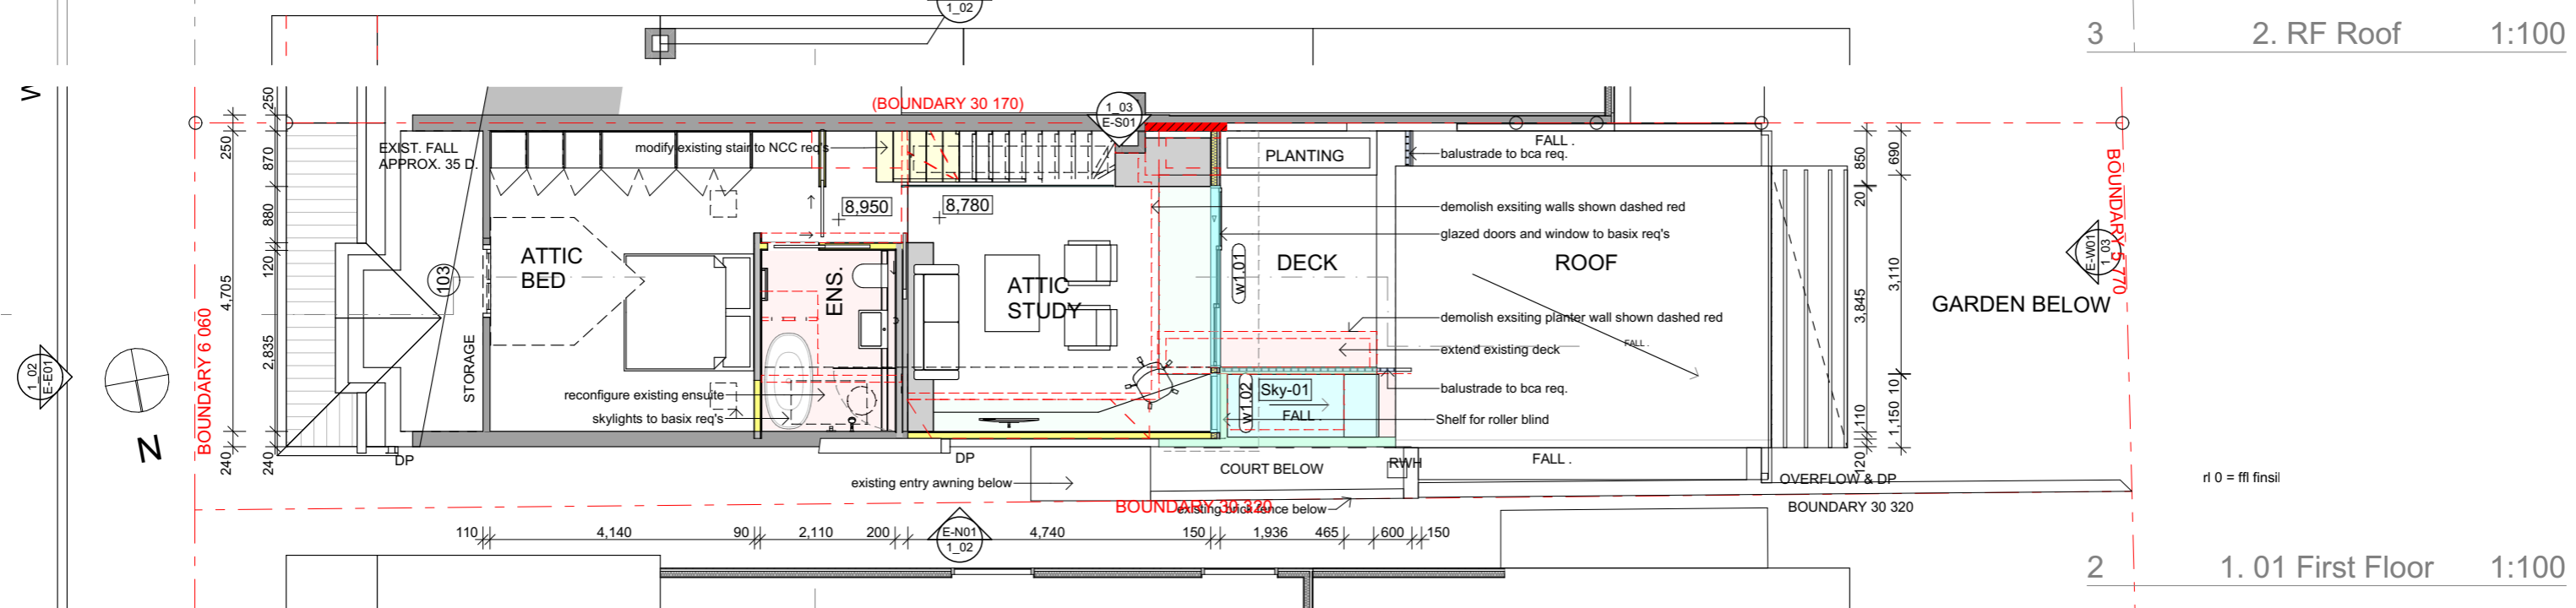 1_02
3 2. RF Roof 1:100
(BOUNDARY 30 170)
1_03
E-S01
250
250
870
880
120
4,705
2,835
240
240
EXIST. FALL
APPROX. 35 D.
modify existing stair to NCC req's
PLANTING
FALL .
balustrade to bca req.
850
690
20
8,950
8,780
demolish exsiting walls shown dashed red
glazed doors and window to basix req's
ATTIC
BED
103
ENS.
ATTIC
STUDY
w1.01
DECK
ROOF
3,845
3,110
GARDEN BELOW
BOUNDARY 5 770
E-W01
1_03
demolish exsiting planter wall shown dashed red
FALL .
extend existing deck
1_02
E-E01
N
BOUNDARY 6 060
STORAGE
reconfigure existing ensuite
skylights to basix req's
w1.02
Sky-01
FALL .
balustrade to bca req.
Shelf for roller blind
110
10
1,150
120
DP
DP
COURT BELOW
RWH
FALL .
existing entry awning below
OVERFLOW & DP
rl 0 = ffl finsil
BOUNDARY 30 320
existing brick fence below
BOUNDARY 30 320
110 4,140 90 2,110 200 4,740 150 1,936 465 600 150
E-N01
1_02
2 1. 01 First Floor 1:100